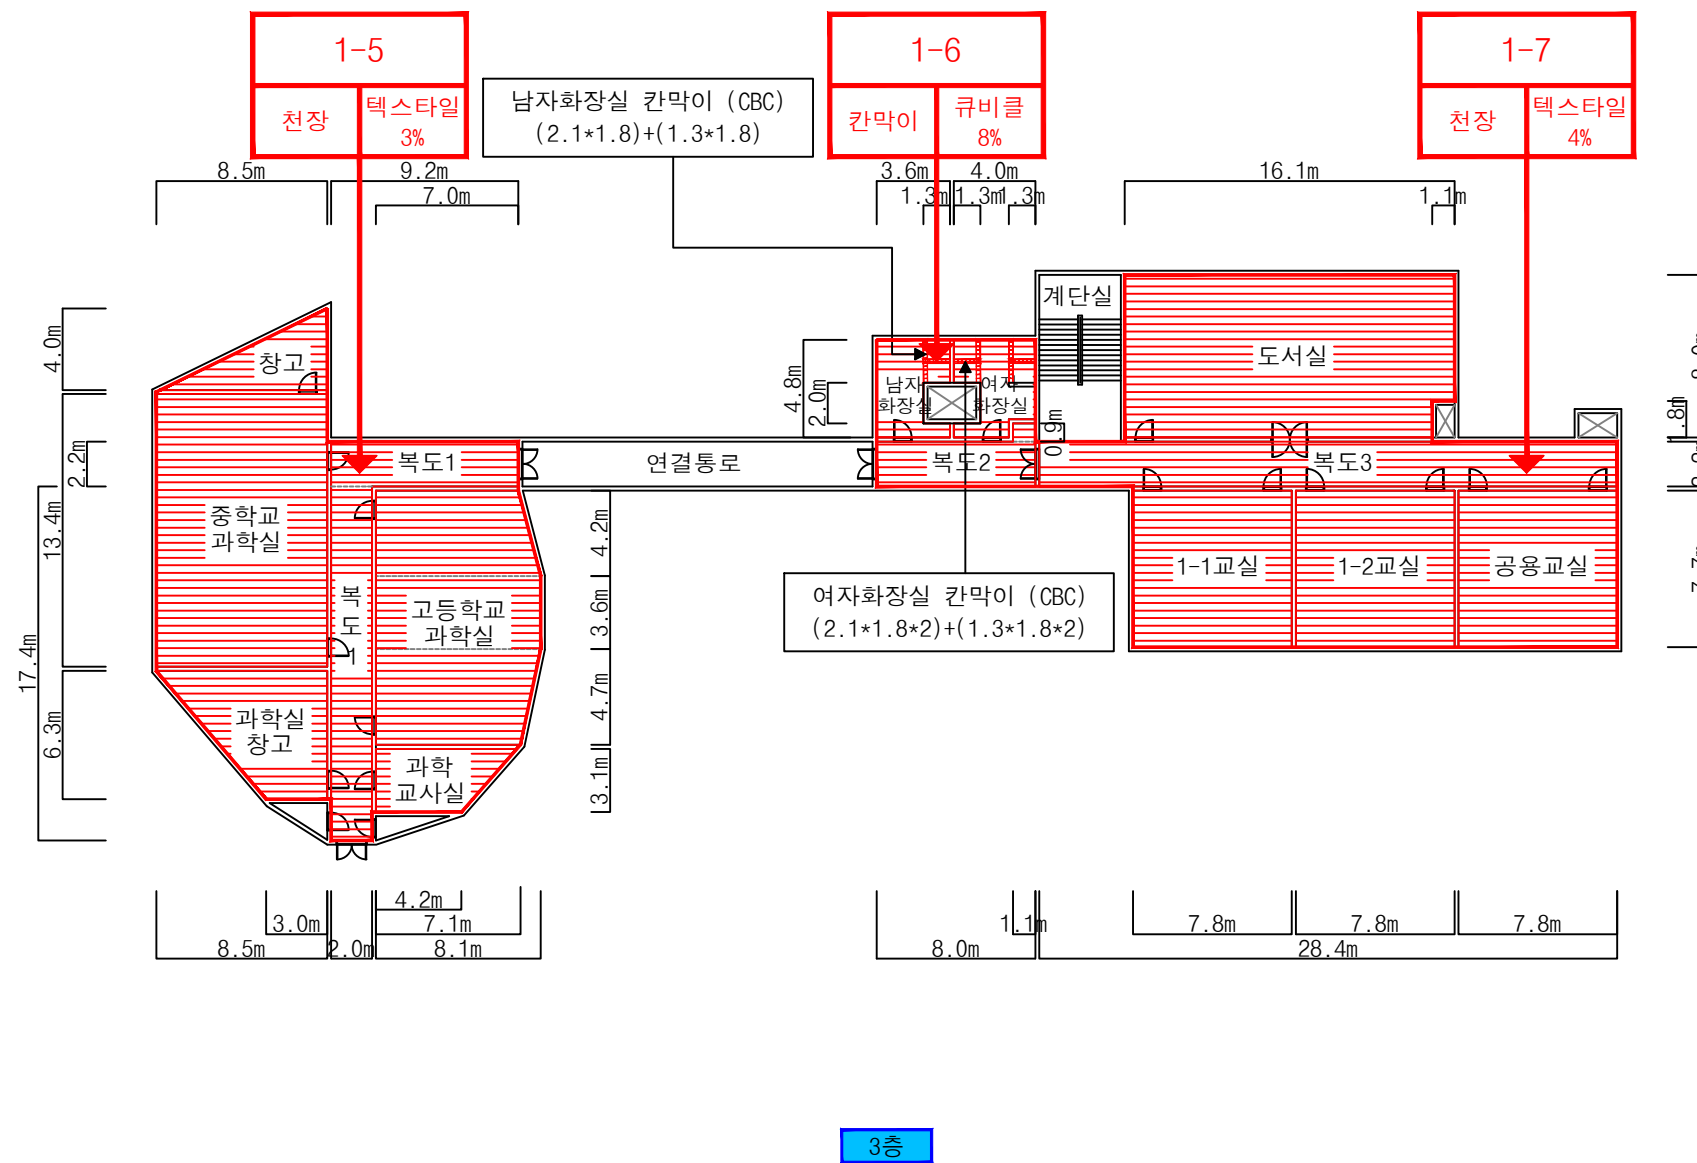 1-5
천장
텍스타일
3%
남자화장실 칸막이 (CBC)
(2.1*1.8)+(1.3*1.8)
1-6
칸막이
큐비클
8%
1-7
천장
텍스타일
4%
8.5m
9.2m
7.0m
3.6m
4.0m
1.3m
1.3m
1.3m
16.1m
1.1m
4.0m
2.2m
13.4m
17.4m
6.3m
창고
중학교
과학실
과학실
창고
복도1
복
도
1
고등학교
과학실
과학
교사실
연결통로
4.2m
3.6m
4.7m
3.1m
4.8m
2.0m
남자
화장실
여자
화장실
복도2
0.9m
계단실
도서실
복도3
1-1교실
1-2교실
공용교실
1.8m
여자화장실 칸막이 (CBC)
(2.1*1.8*2)+(1.3*1.8*2)
3.0m
8.5m
2.0m
4.2m
7.1m
8.1m
1.1m
8.0m
7.8m
7.8m
7.8m
28.4m
3층